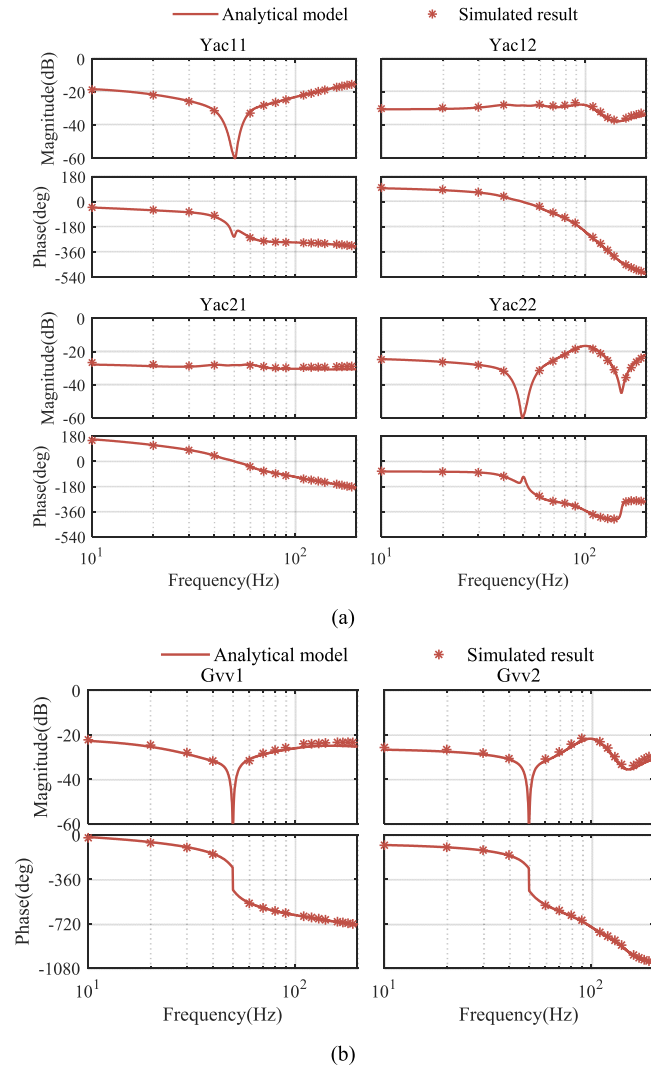 Analytical model Simulated result
Yac11 Yac12
Magnitude(dB)
0
-20
-40
-60
Phase(deg)
180
0
-180
-360
-540
Yac21 Yac22
Magnitude(dB)
0
-20
-40
-60
Phase(deg)
180
0
-180
-360
-540
10^1 10^2 10^1 10^2
Frequency(Hz) Frequency(Hz)
(a)
Analytical model Simulated result
Gvv1 Gvv2
Magnitude(dB)
0
-20
-40
-60
Phase(deg)
0
-360
-720
-1080
10^1 10^2 10^1 10^2
Frequency(Hz) Frequency(Hz)
(b)